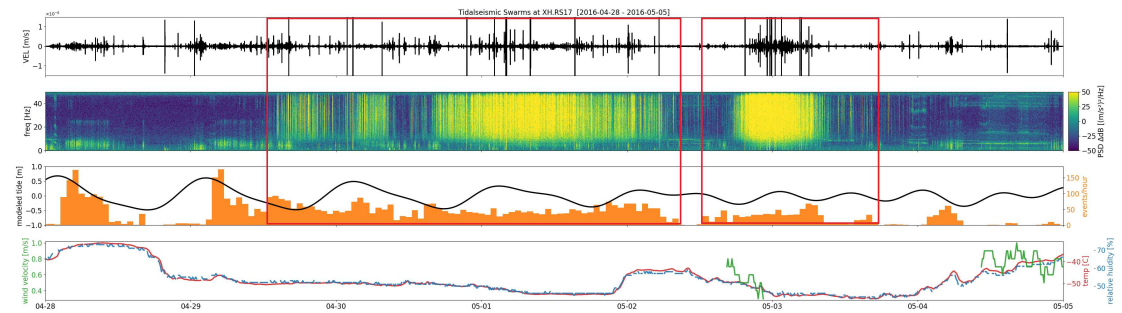 Tidalseismic Swarms at XH.RS17 [2016-04-28 - 2016-05-05]
VEL [m/s]
1
0
−1
freq [Hz]
40
20
0
50
25
0
−25
−50
PSD ΔdB [(m/s²)²/Hz]
modeled tide [m]
1.0
0.5
0.0
−0.5
−1.0
150
100
50
0
events/hour
wind velocity [m/s]
1.0
0.8
0.6
0.4
−40
−50
temp [C]
-70
-60
-50
relative huidity [%]
04-28 04-29 04-30 05-01 05-02 05-03 05-04 05-05